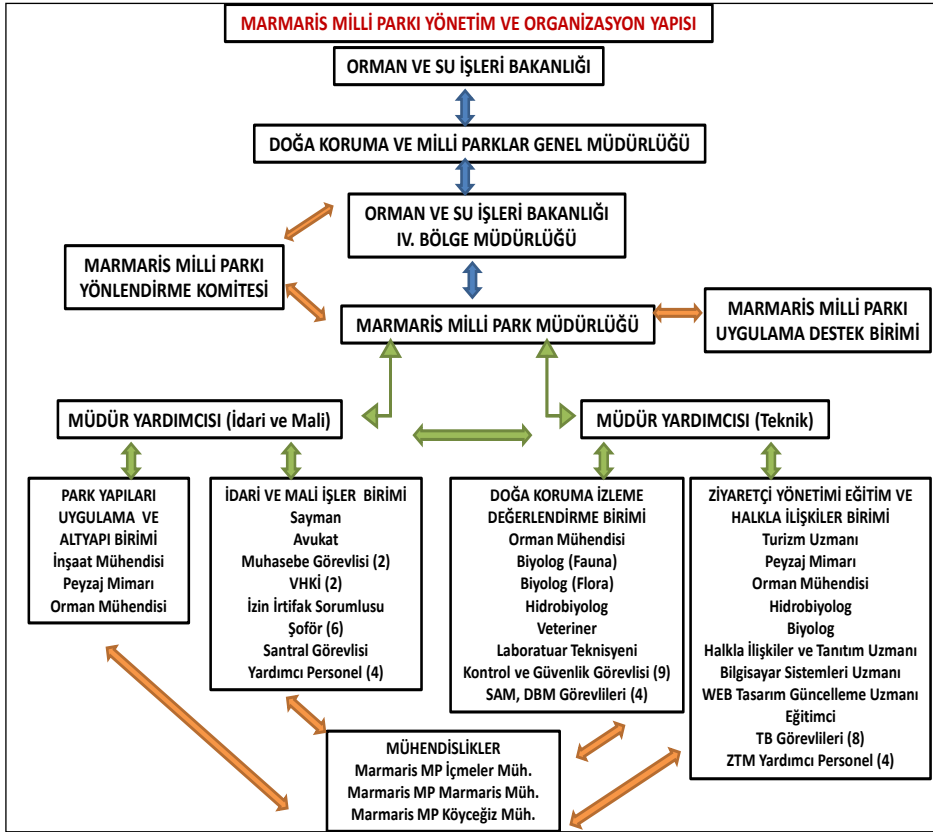 MARMARİS MİLLİ PARKI YÖNETİM VE ORGANİZASYON YAPISI
ORMAN VE SU İŞLERİ BAKANLIĞI
DOĞA KORUMA VE MİLLİ PARKLAR GENEL MÜDÜRLÜĞÜ
ORMAN VE SU İŞLERİ BAKANLIĞI
IV. BÖLGE MÜDÜRLÜĞÜ
MARMARİS MİLLİ PARKI
YÖNLENDİRME KOMİTESİ
MARMARİS MİLLİ PARK MÜDÜRLÜĞÜ
MARMARİS MİLLİ PARKI
UYGULAMA DESTEK BİRİMİ
MÜDÜR YARDIMCISI (İdari ve Mali)
MÜDÜR YARDIMCISI (Teknik)
PARK YAPILARI
UYGULAMA VE
ALTYAPI BİRİMİ
İnşaat Mühendisi
Peyzaj Mimarı
Orman Mühendisi
İDARİ VE MALİ İŞLER BİRİMİ
Sayman
Avukat
Muhasebe Görevlisi (2)
VHKİ (2)
İzin İrtifak Sorumlusu
Şoför (6)
Santral Görevlisi
Yardımcı Personel (4)
DOĞA KORUMA İZLEME
DEĞERLENDİRME BİRİMİ
Orman Mühendisi
Biyolog (Fauna)
Biyolog (Flora)
Hidrobiyolog
Veteriner
Laboratuar Teknisyeni
Kontrol ve Güvenlik Görevlisi (9)
SAM, DBM Görevlileri (4)
ZİYARETÇİ YÖNETİMİ EĞİTİM VE
HALKLA İLİŞKİLER BİRİMİ
Turizm Uzmanı
Peyzaj Mimarı
Orman Mühendisi
Hidrobiyolog
Biyolog
Halkla İlişkiler ve Tanıtım Uzmanı
Bilgisayar Sistemleri Uzmanı
WEB Tasarım Güncelleme Uzmanı
Eğitimci
TB Görevlileri (8)
ZTM Yardımcı Personel (4)
MÜHENDİSLİKLER
Marmaris MP İçmeler Müh.
Marmaris MP Marmaris Müh.
Marmaris MP Köyceğiz Müh.